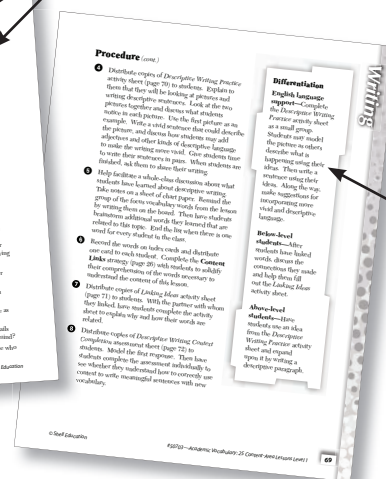 ying
as
ails
mind?
e who
Education
Procedure (cont.)
4 Distribute copies of Descriptive Writing Practice
activity sheet (page 70) to students. Explain to
them that they will be looking at pictures and
writing descriptive sentences. Look at the two
pictures together and discuss what students
notice in each picture. Use the first picture as an
example. Write a vivid sentence that could describe
the picture, and discuss how students may add
adjectives and other kinds of descriptive language
to make the writing more vivid. Give students time
to write their sentences in pairs. When students are
finished, ask them to share their writing.
5 Help facilitate a whole-class discussion about what
students have learned about descriptive writing.
Take notes on a sheet of chart paper. Remind the
group of the focus vocabulary words from the lesson
by writing them on the board. Then have students
brainstorm additional words they learned that are
related to this topic. End the list when there is one
word for every student in the class.
6 Record the words on index cards and distribute
one card to each student. Complete the Content
Links strategy (page 26) with students to solidify
their comprehension of the words necessary to
understand the content of this lesson.
7 Distribute copies of Linking Ideas activity sheet
(page 71) to students. With the partner with whom
they linked, have students complete the activity
sheet to explain why and how their words are
related.
8 Distribute copies of Descriptive Writing Context
Completion assessment sheet (page 72) to
students. Model the first response. Then have
students complete the assessment individually to
see whether they understand how to correctly use
context to write meaningful sentences with new
vocabulary.
Differentiation
English language
support—Complete
the Descriptive Writing
Practice activity sheet
as a small group.
Students may model
the picture as others
describe what is
happening using their
ideas. Then write a
sentence using their
ideas. Along the way,
make suggestions for
incorporating more
vivid and descriptive
language.
Below-level
students—After
students have linked
words, discuss the
connections they made
and help them fill
out the Linking Ideas
activity sheet.
Above-level
students—Have
students use an idea
from the Descriptive
Writing Practice activity
sheet and expand
upon it by writing a
descriptive paragraph.
Writing
© Shell Education
#50703—Academic Vocabulary: 25 Content-Area Lessons Level 1
69